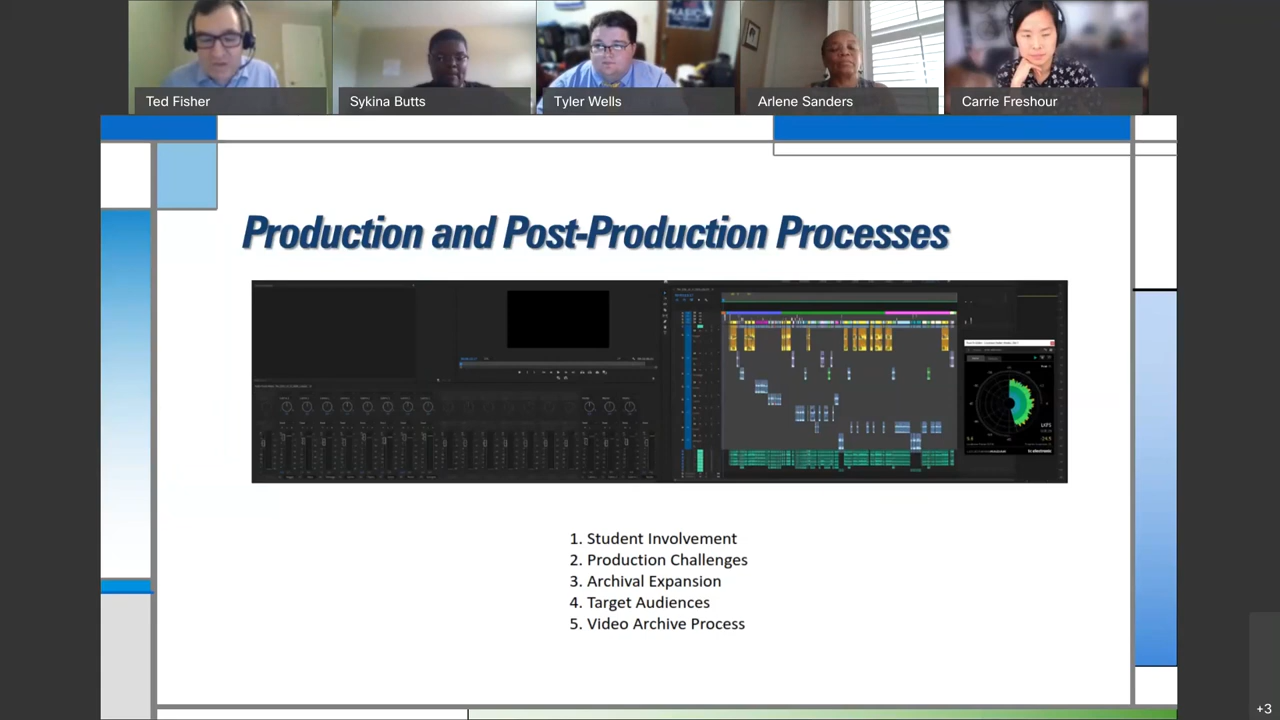 Ted Fisher
Sykina Butts
Tyler Wells
Arlene Sanders
Carrie Freshour
Production and Post-Production Processes
1. Student Involvement
2. Production Challenges
3. Archival Expansion
4. Target Audiences
5. Video Archive Process
+3